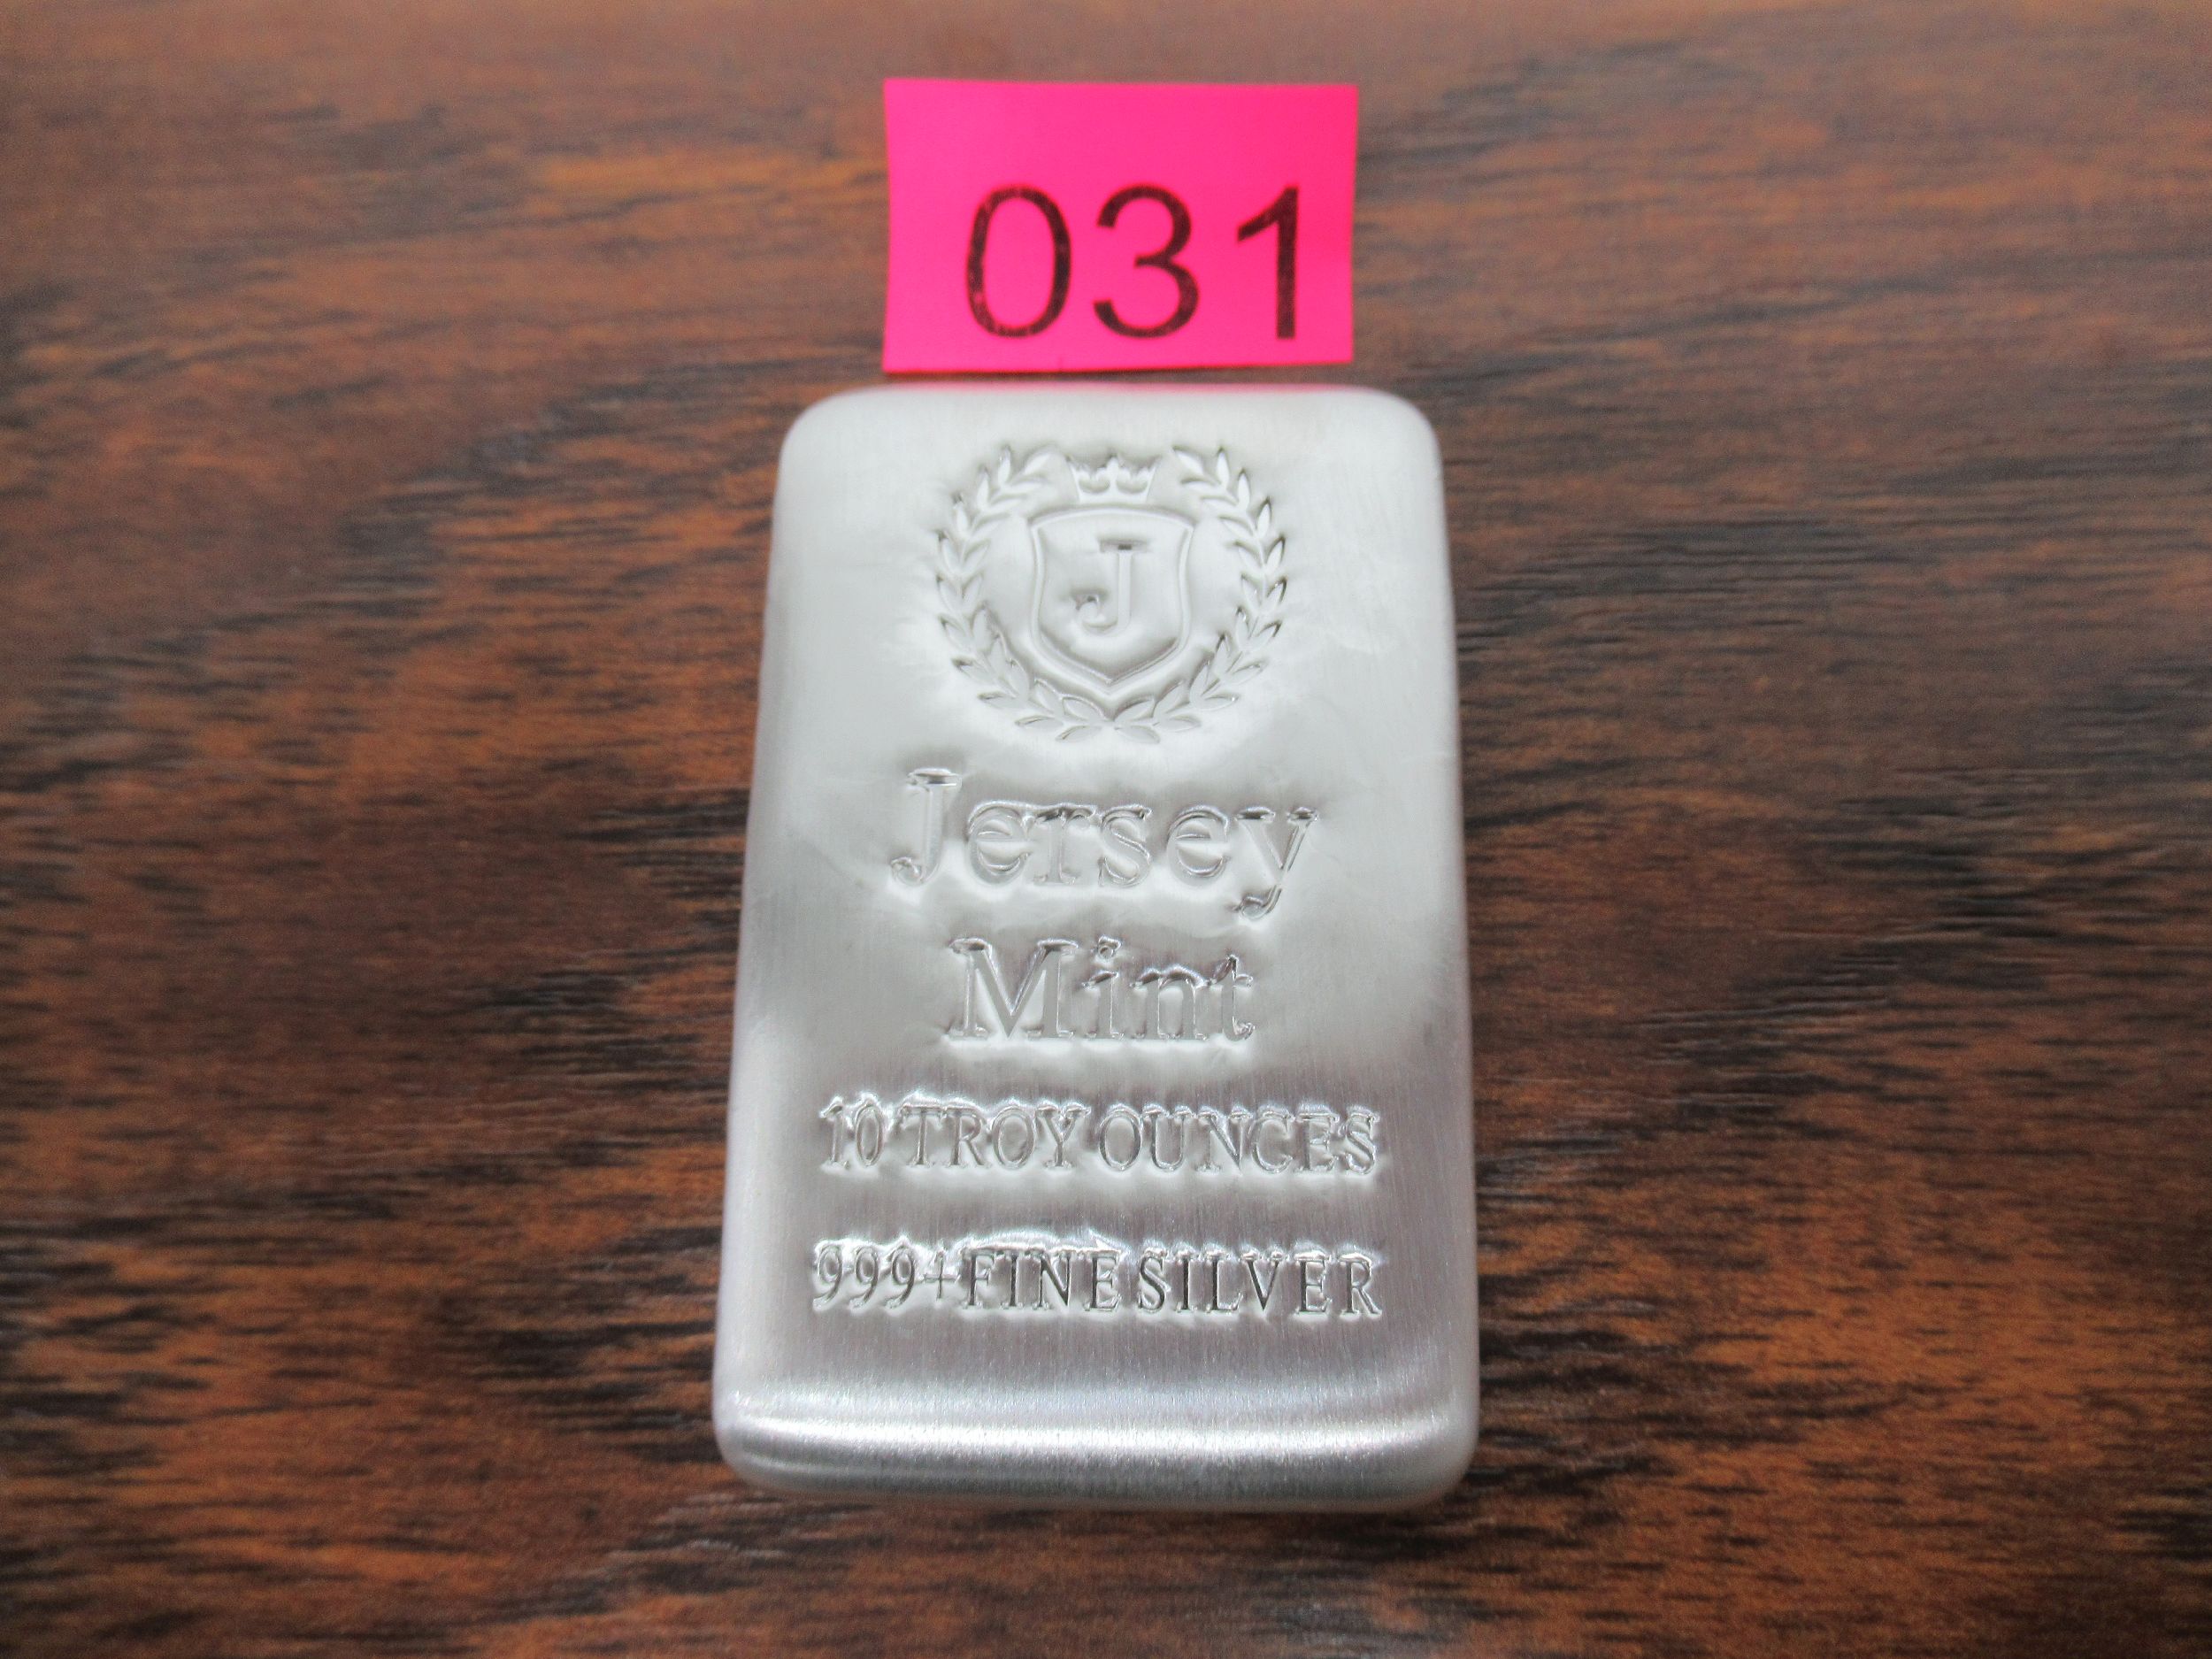 031
J
Jersey
Mint
10 TROY OUNCES
999+ FINE SILVER